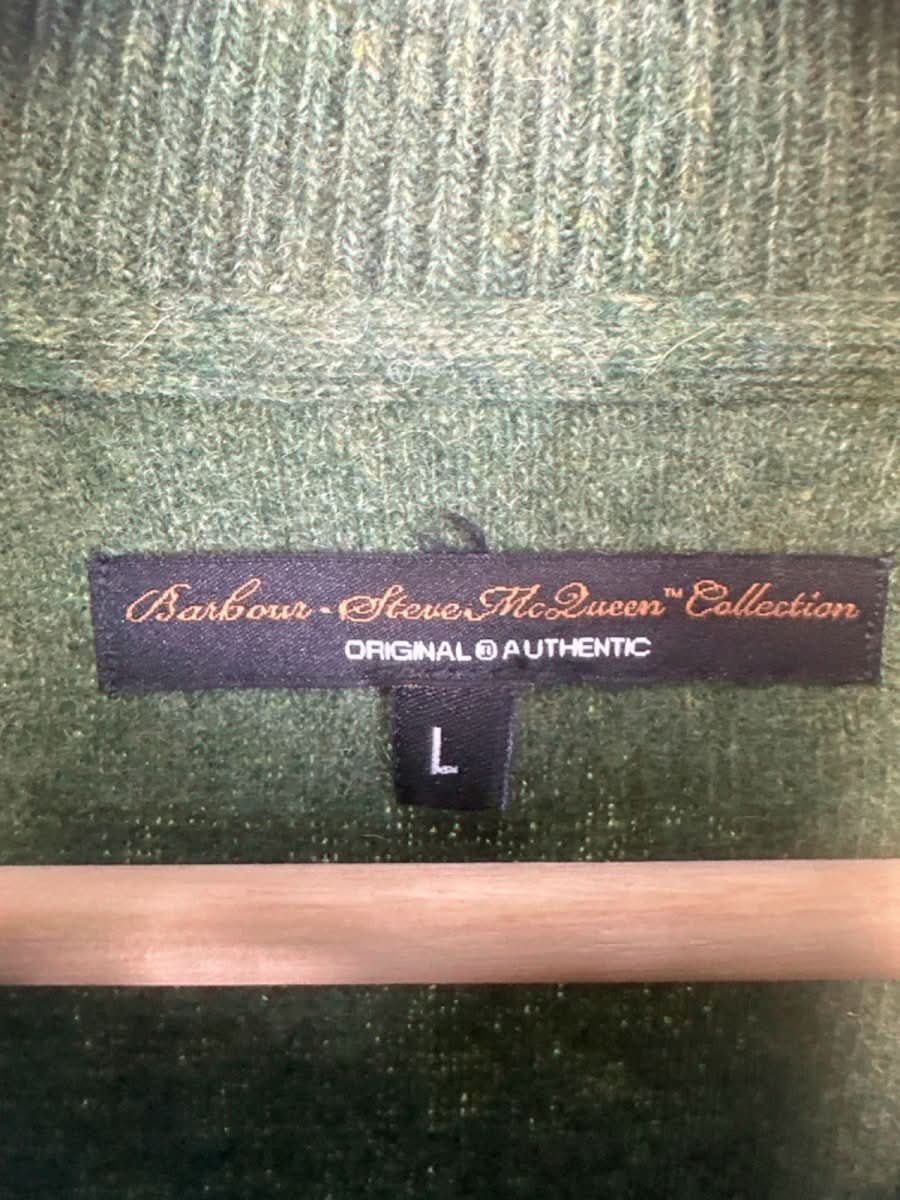 Barbour - Steve McQueen™ Collection
ORIGINAL ® AUTHENTIC
L